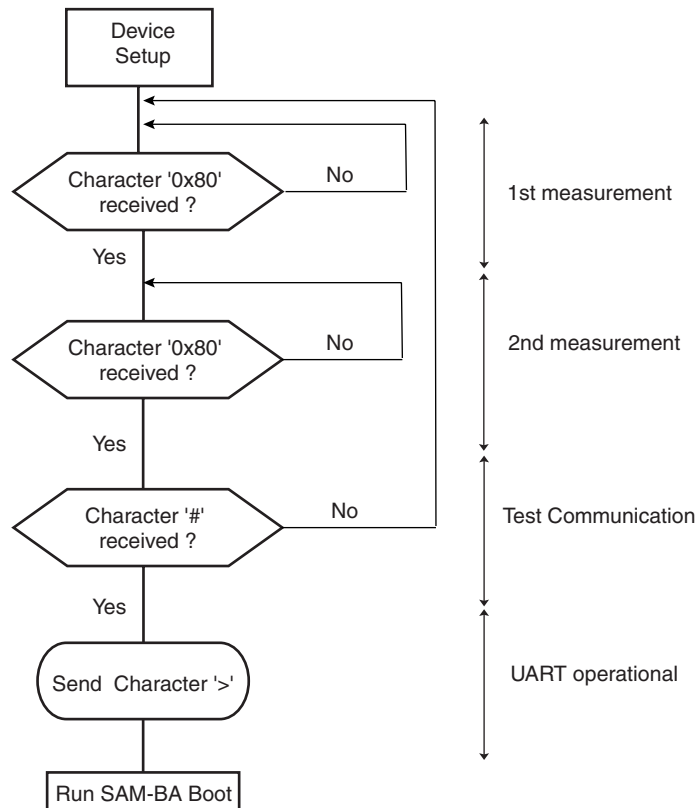 Device
Setup
Character '0x80'
received ?
No
1st measurement
Yes
Character '0x80'
received ?
No
2nd measurement
Yes
Character '#'
received ?
No
Test Communication
Yes
Send Character '>'
UART operational
Run SAM-BA Boot